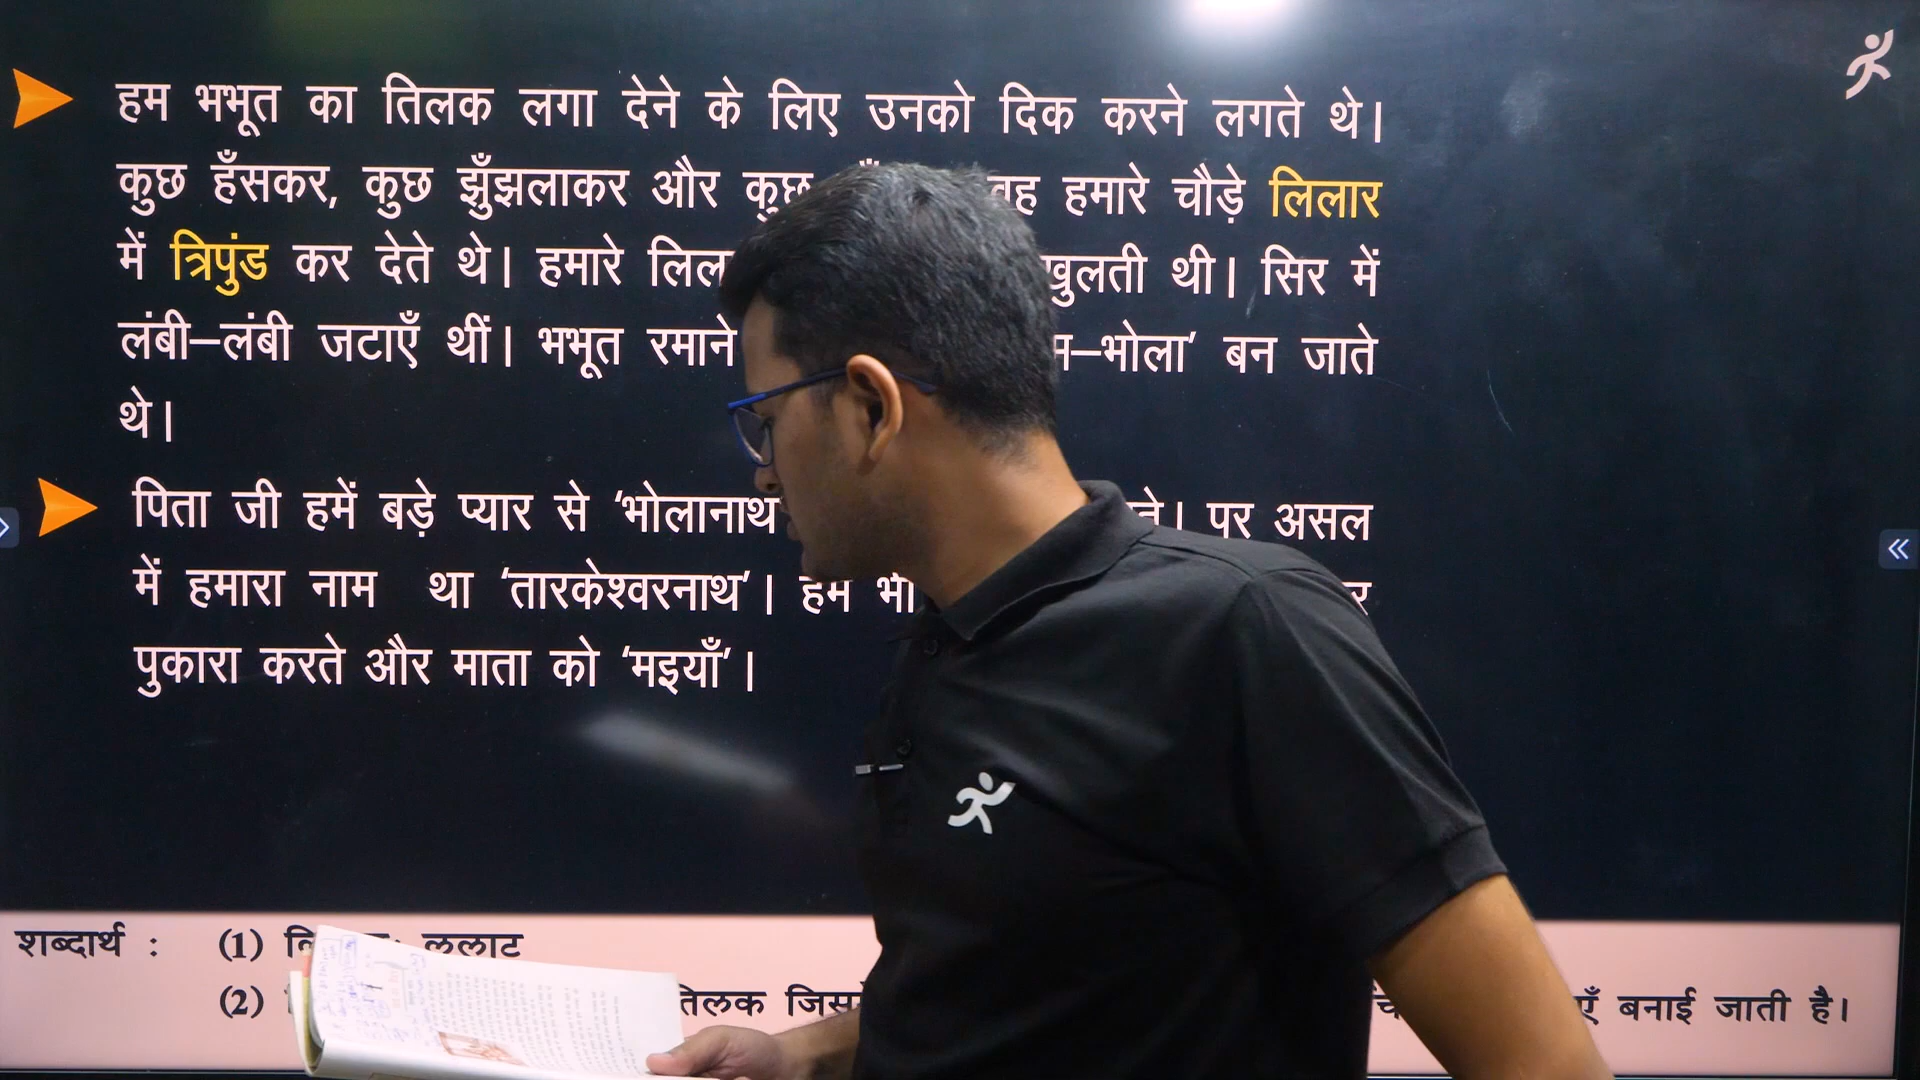 हम भभूत का तिलक लगा देने के लिए उनको दिक करने लगते थे।
कुछ हँसकर, कुछ झुँझलाकर और कुछ वह हमारे चौड़े लिलार
में त्रिपुंड कर देते थे। हमारे खुलती थी। सिर में
लंबी–लंबी जटाएँ थीं। भभूत रमाने भोला’ बन जाते
थे।
पिता जी हमें बड़े प्यार से ‘भोलानाथ पर असल
में हमारा नाम था ‘तारकेश्वरनाथ’। हम भी
पुकारा करते और माता को ‘मइयाँ’।
शब्दार्थ : (1) ललाट
(2) तिलक बनाई जाती है।